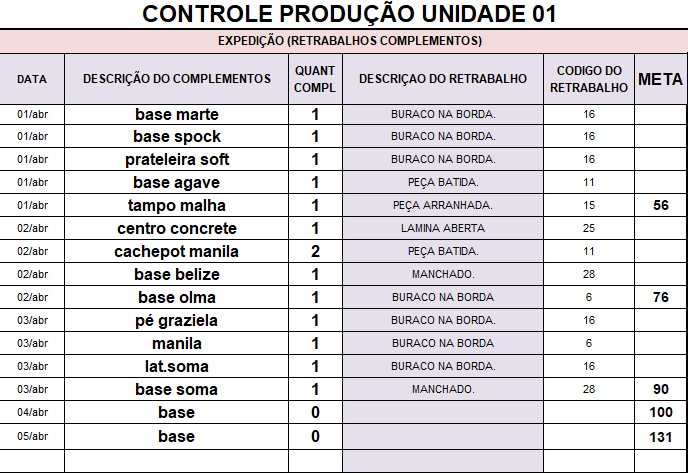 CONTROLE PRODUÇÃO UNIDADE 01
EXPEDIÇÃO (RETRABALHOS COMPLEMENTOS)
DATA DESCRIÇÃO DO COMPLEMENTOS QUANT COMPL DESCRIÇAO DO RETRABALHO CODIGO DO RETRABALHO META
01/abr base marte 1 BURACO NA BORDA. 16
01/abr base spock 1 BURACO NA BORDA. 16
01/abr prateleira soft 1 BURACO NA BORDA. 16
01/abr base agave 1 PEÇA BATIDA. 11
01/abr tampo malha 1 PEÇA ARRANHADA. 15 56
02/abr centro concrete 1 LAMINA ABERTA 25
02/abr cachepot manila 2 PEÇA BATIDA. 11
02/abr base belize 1 MANCHADO. 28
02/abr base olma 1 BURACO NA BORDA 6 76
03/abr pé graziela 1 BURACO NA BORDA. 16
03/abr manila 1 BURACO NA BORDA 6
03/abr lat.soma 1 BURACO NA BORDA. 16
03/abr base soma 1 MANCHADO. 28 90
04/abr base 0 100
05/abr base 0 131